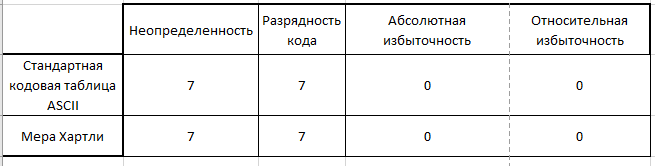 Неопределенность Разрядность кода Абсолютная избыточность Относительная избыточность
Стандартная кодовая таблица ASCII 7 7 0 0
Мера Хартли 7 7 0 0